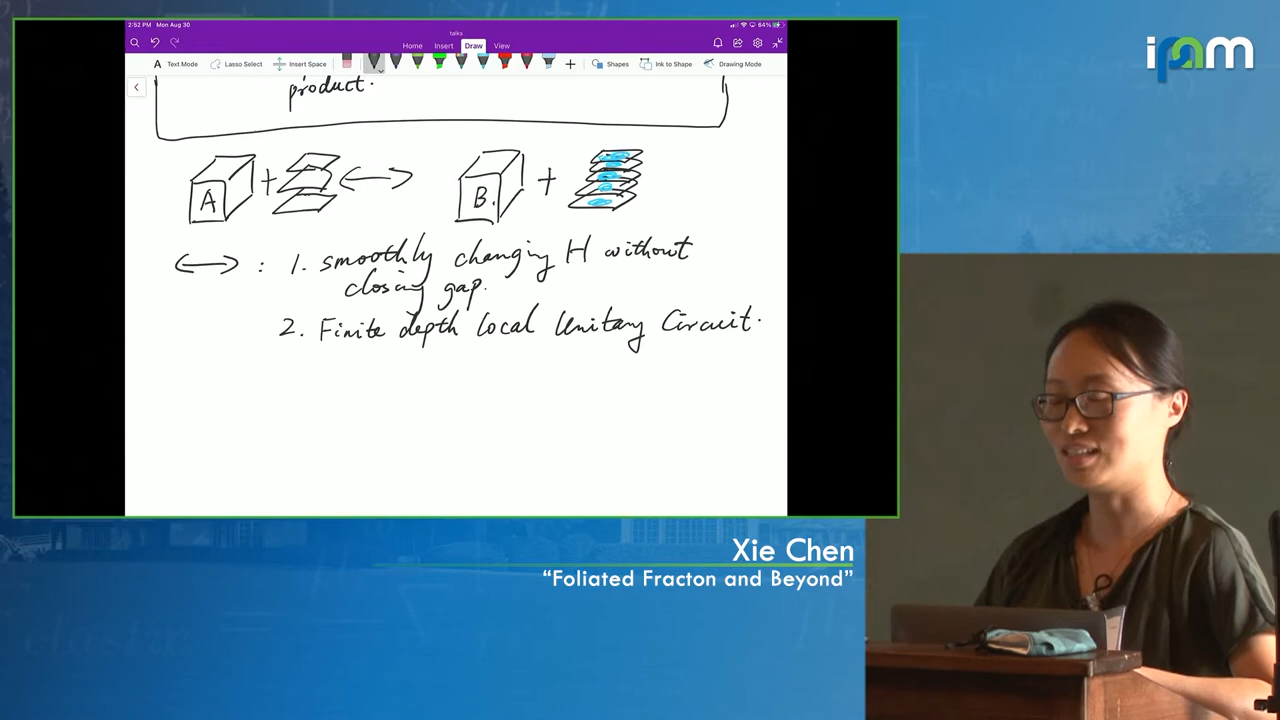 2:52 PM Mon Aug 30
64%
talks
Home Insert Draw View
Text Mode Lasso Select Insert Space Shapes Ink to Shape Drawing Mode
product.
A + ⟷ B. +
⟷ : 1. smoothly changing H without
closing gap.
2. Finite depth local Unitary Circuit.
ipam
Xie Chen
“Foliated Fracton and Beyond”